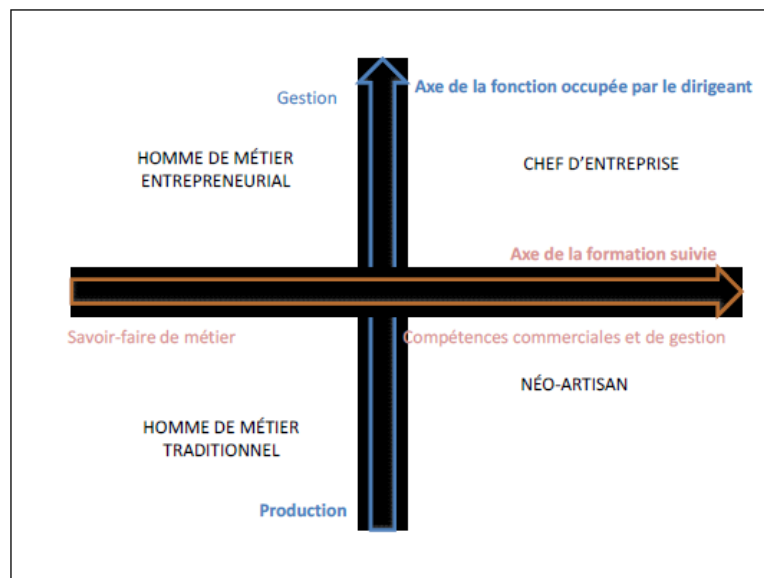 Axe de la fonction occupée par le dirigeant
Gestion
HOMME DE MÉTIER
ENTREPRENEURIAL
CHEF D'ENTREPRISE
Axe de la formation suivie
Savoir-faire de métier
Compétences commerciales et de gestion
NÉO-ARTISAN
HOMME DE MÉTIER
TRADITIONNEL
Production